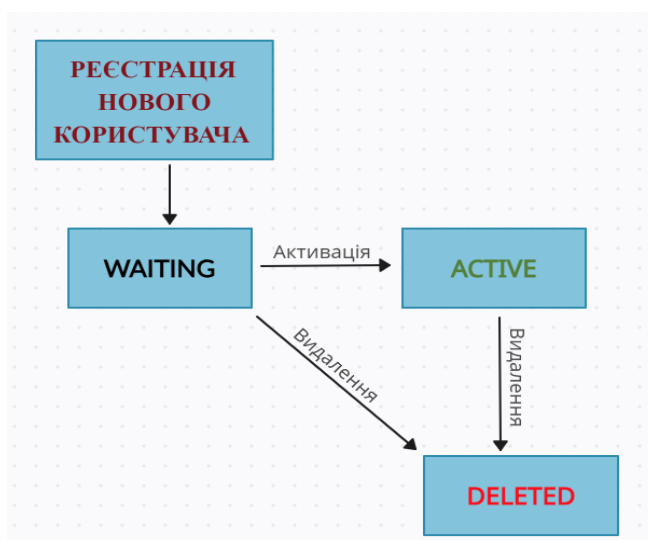 РЕЄСТРАЦІЯ
НОВОГО
КОРИСТУВАЧА
WAITING
Активація
ACTIVE
Видалення
Видалення
DELETED